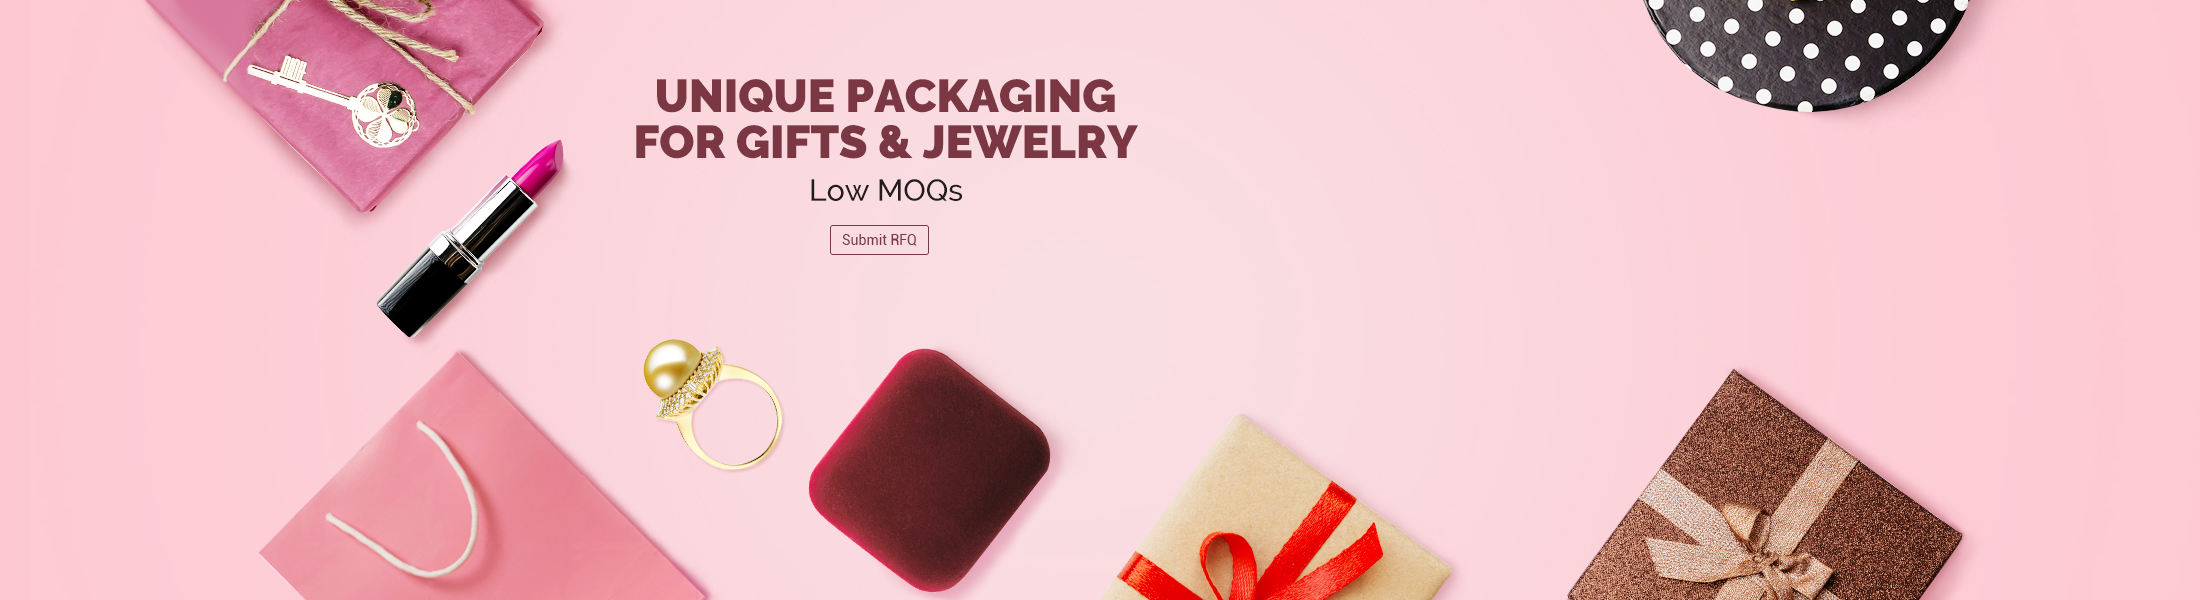 UNIQUE PACKAGING
FOR GIFTS & JEWELRY
Low MOQs
Submit RFQ